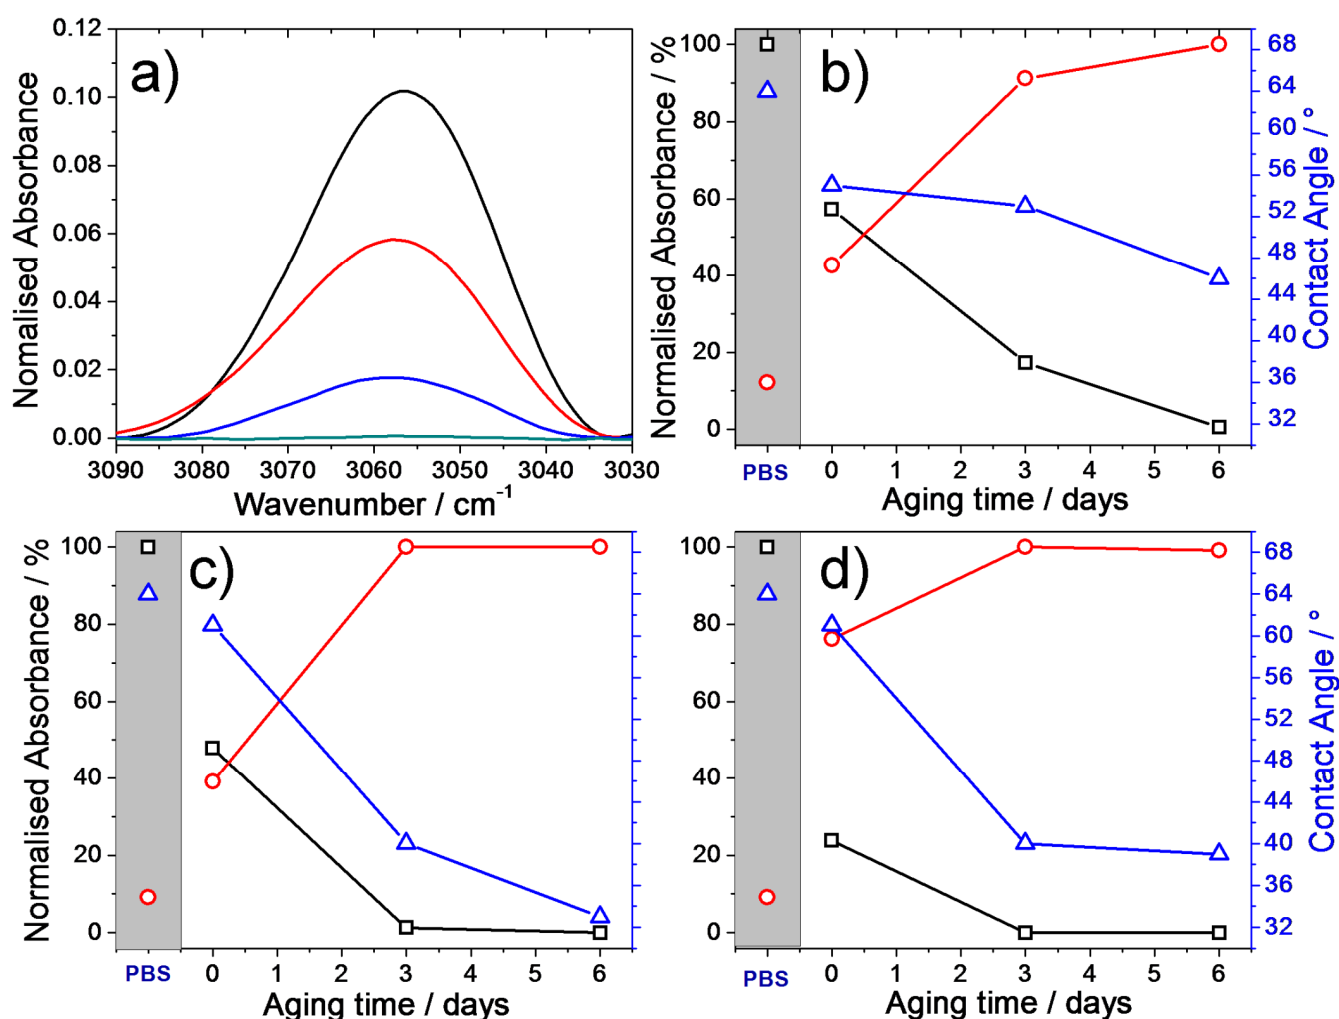 a)
Nomalised Absorbance
0.12
0.10
0.08
0.06
0.04
0.02
0.00
3090 3080 3070 3060 3050 3040 3030
Wavenumber / cm⁻¹
b)
Normalised Absorbance / %
100
80
60
40
20
0
68
64
60
56
52
48
44
40
36
32
Contact Angle / °
PBS 0 1 2 3 4 5 6
Aging time / days
c)
Normalised Absorbance / %
100
80
60
40
20
0
PBS 0 1 2 3 4 5 6
Aging time / days
d)
100
80
60
40
20
0
68
64
60
56
52
48
44
40
36
32
Contact Angle / °
PBS 0 1 2 3 4 5 6
Aging time / days